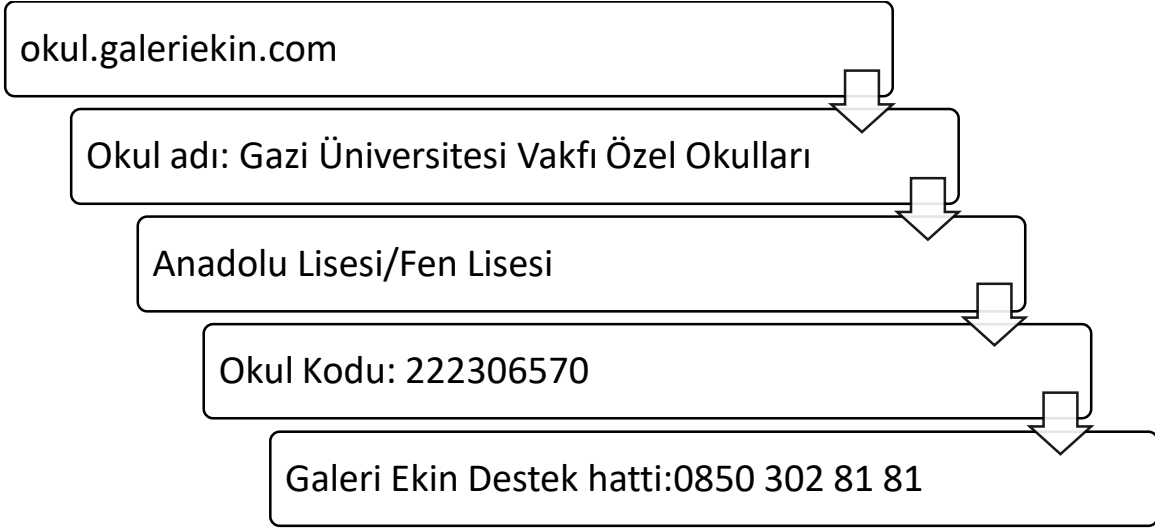 okul.galeriekin.com
Okul adı: Gazi Üniversitesi Vakfı Özel Okulları
Anadolu Lisesi/Fen Lisesi
Okul Kodu: 222306570
Galeri Ekin Destek hatti:0850 302 81 81